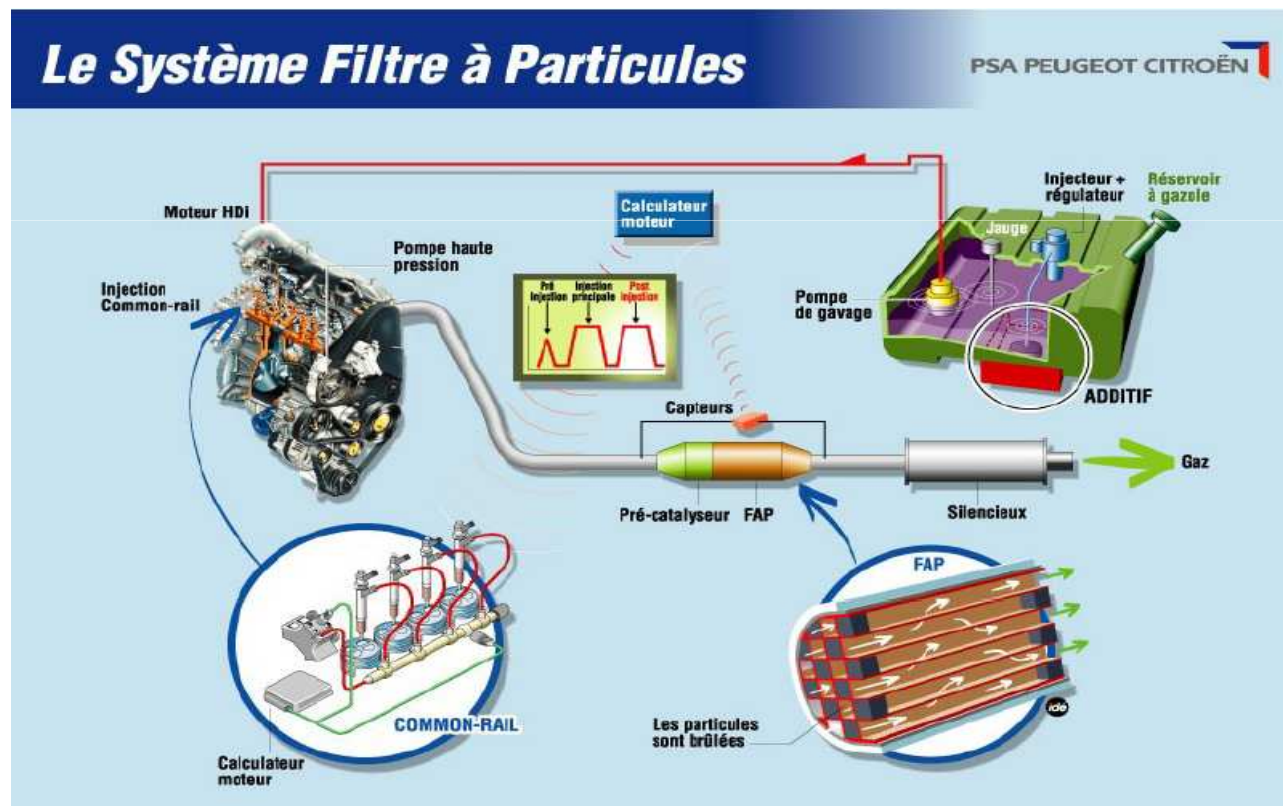 Le Système Filtre à Particules
PSA PEUGEOT CITROËN
Moteur HDi
Injection
Common-rail
Pompe haute
pression
Calculateur
moteur
Pré
Injection
Injection
principale
Post
injection
Injecteur +
régulateur
Réservoir
à gazole
Jauge
Pompe
de gavage
ADDITIF
Capteurs
Pré-catalyseur
FAP
Silencieux
Gaz
COMMON-RAIL
Calculateur
moteur
FAP
Les particules
sont brûlées
ide